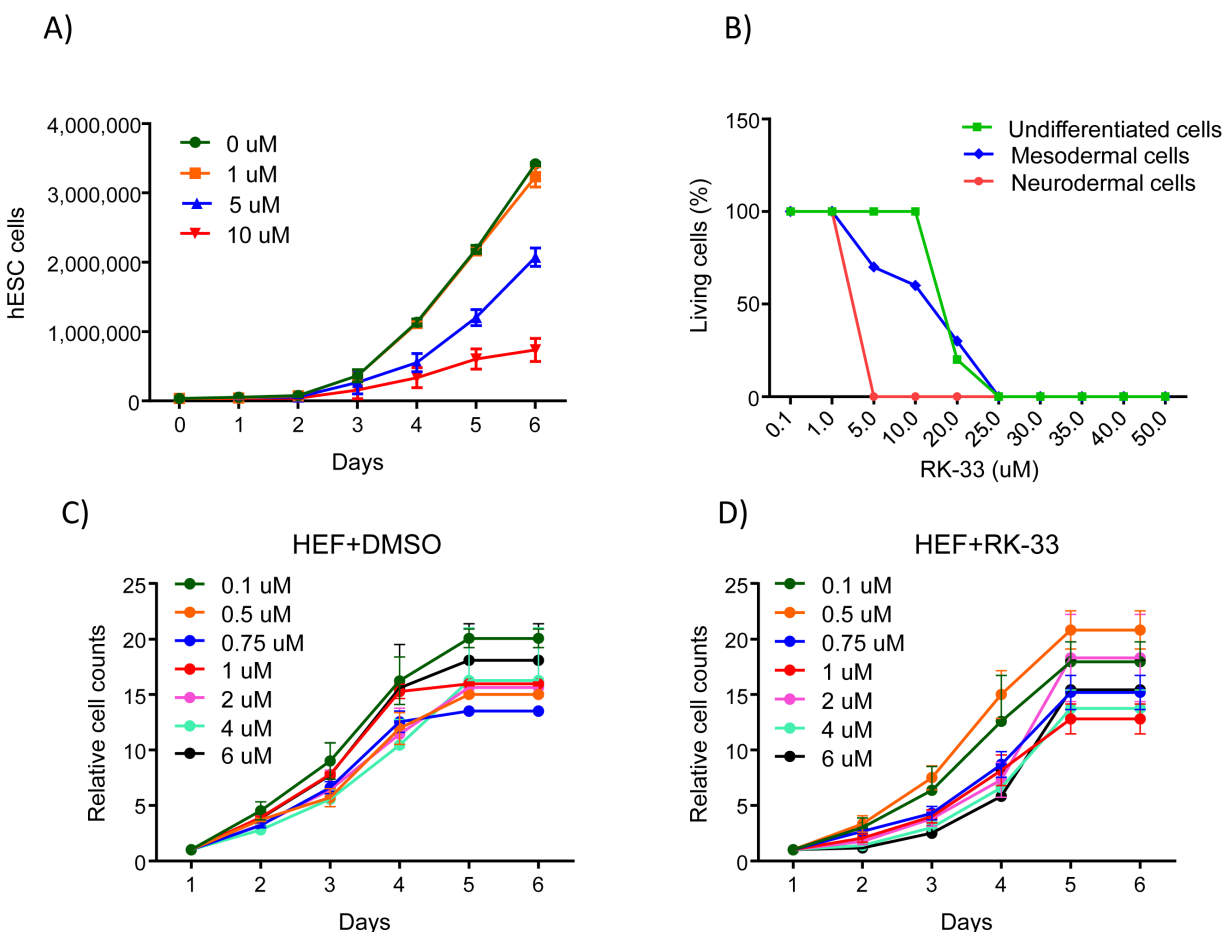 A)
4,000,000
3,000,000
2,000,000
1,000,000
0
hESC cells
0 uM
1 uM
5 uM
10 uM
0 1 2 3 4 5 6
Days
B)
150
100
50
0
Living cells (%)
Undifferentiated cells
Mesodermal cells
Neurodermal cells
0.1 1.0 5.0 10.0 20.0 25.0 30.0 35.0 40.0 50.0
RK-33 (uM)
C)
HEF+DMSO
25
20
15
10
5
0
Relative cell counts
0.1 uM
0.5 uM
0.75 uM
1 uM
2 uM
4 uM
6 uM
1 2 3 4 5 6
Days
D)
HEF+RK-33
25
20
15
10
5
0
Relative cell counts
0.1 uM
0.5 uM
0.75 uM
1 uM
2 uM
4 uM
6 uM
1 2 3 4 5 6
Days